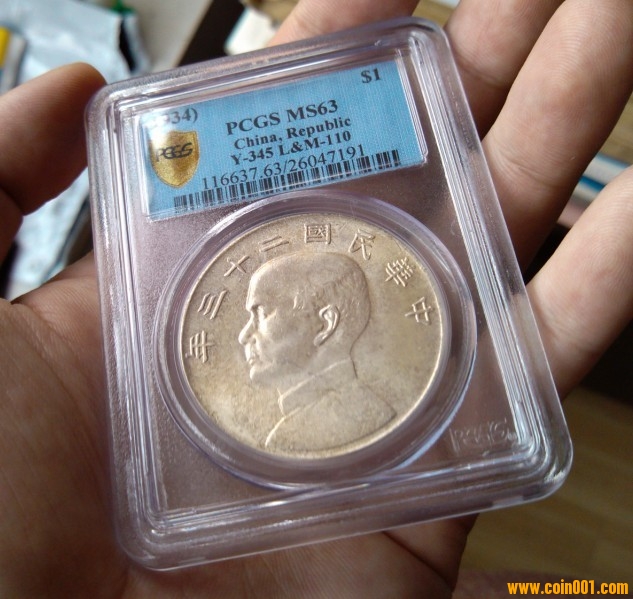 34) $1
PCGS MS63
China, Republic
Y-345 L&M-110
116637.63/26047191
PCGS
中華民國二十三年
PCGS
www.coin001.com